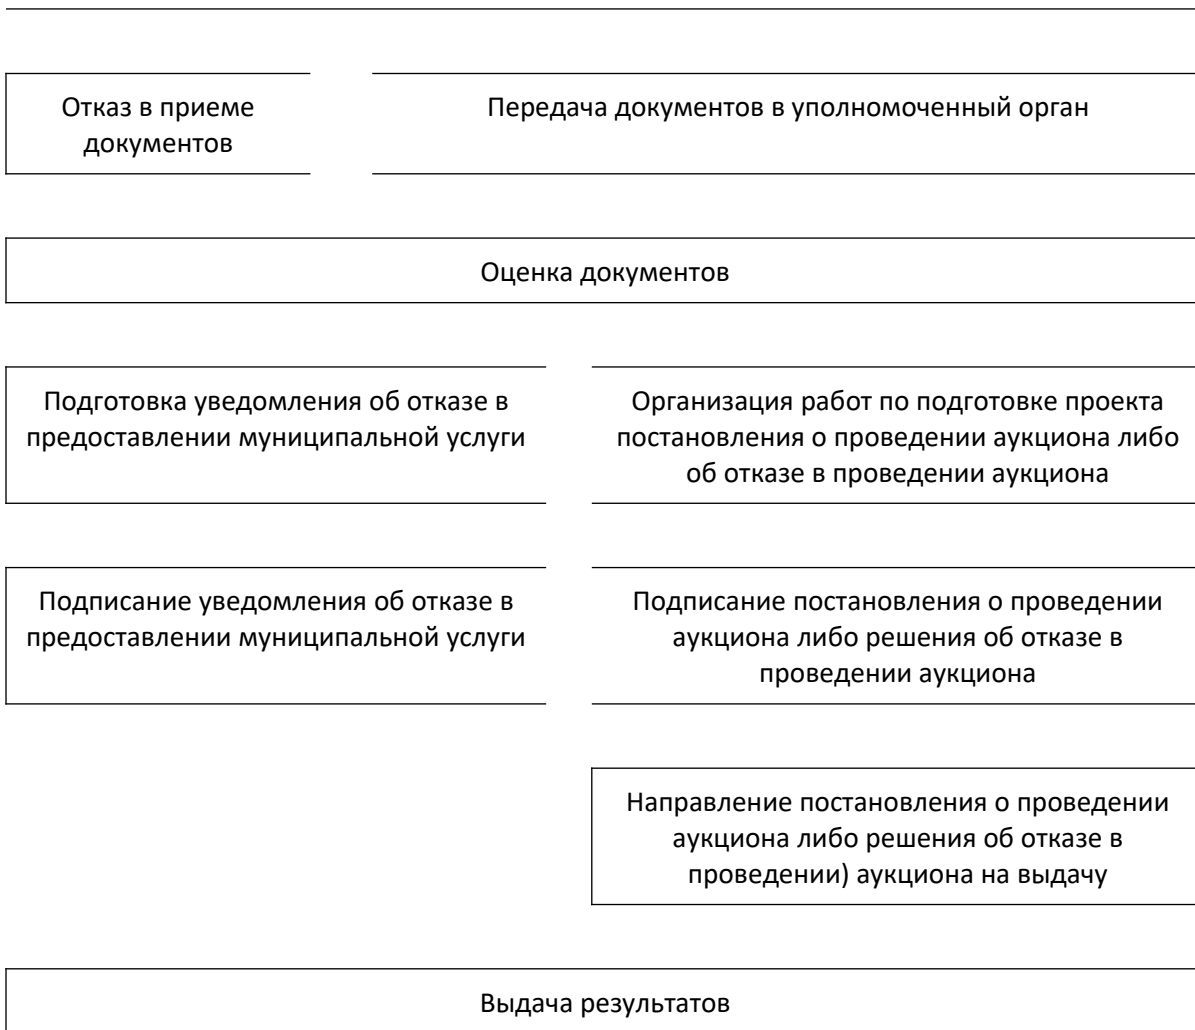 Отказ в приеме
документов
Передача документов в уполномоченный орган
Оценка документов
Подготовка уведомления об отказе в
предоставлении муниципальной услуги
Организация работ по подготовке проекта
постановления о проведении аукциона либо
об отказе в проведении аукциона
Подписание уведомления об отказе в
предоставлении муниципальной услуги
Подписание постановления о проведении
аукциона либо решения об отказе в
проведении аукциона
Направление постановления о проведении
аукциона либо решения об отказе в
проведении) аукциона на выдачу
Выдача результатов